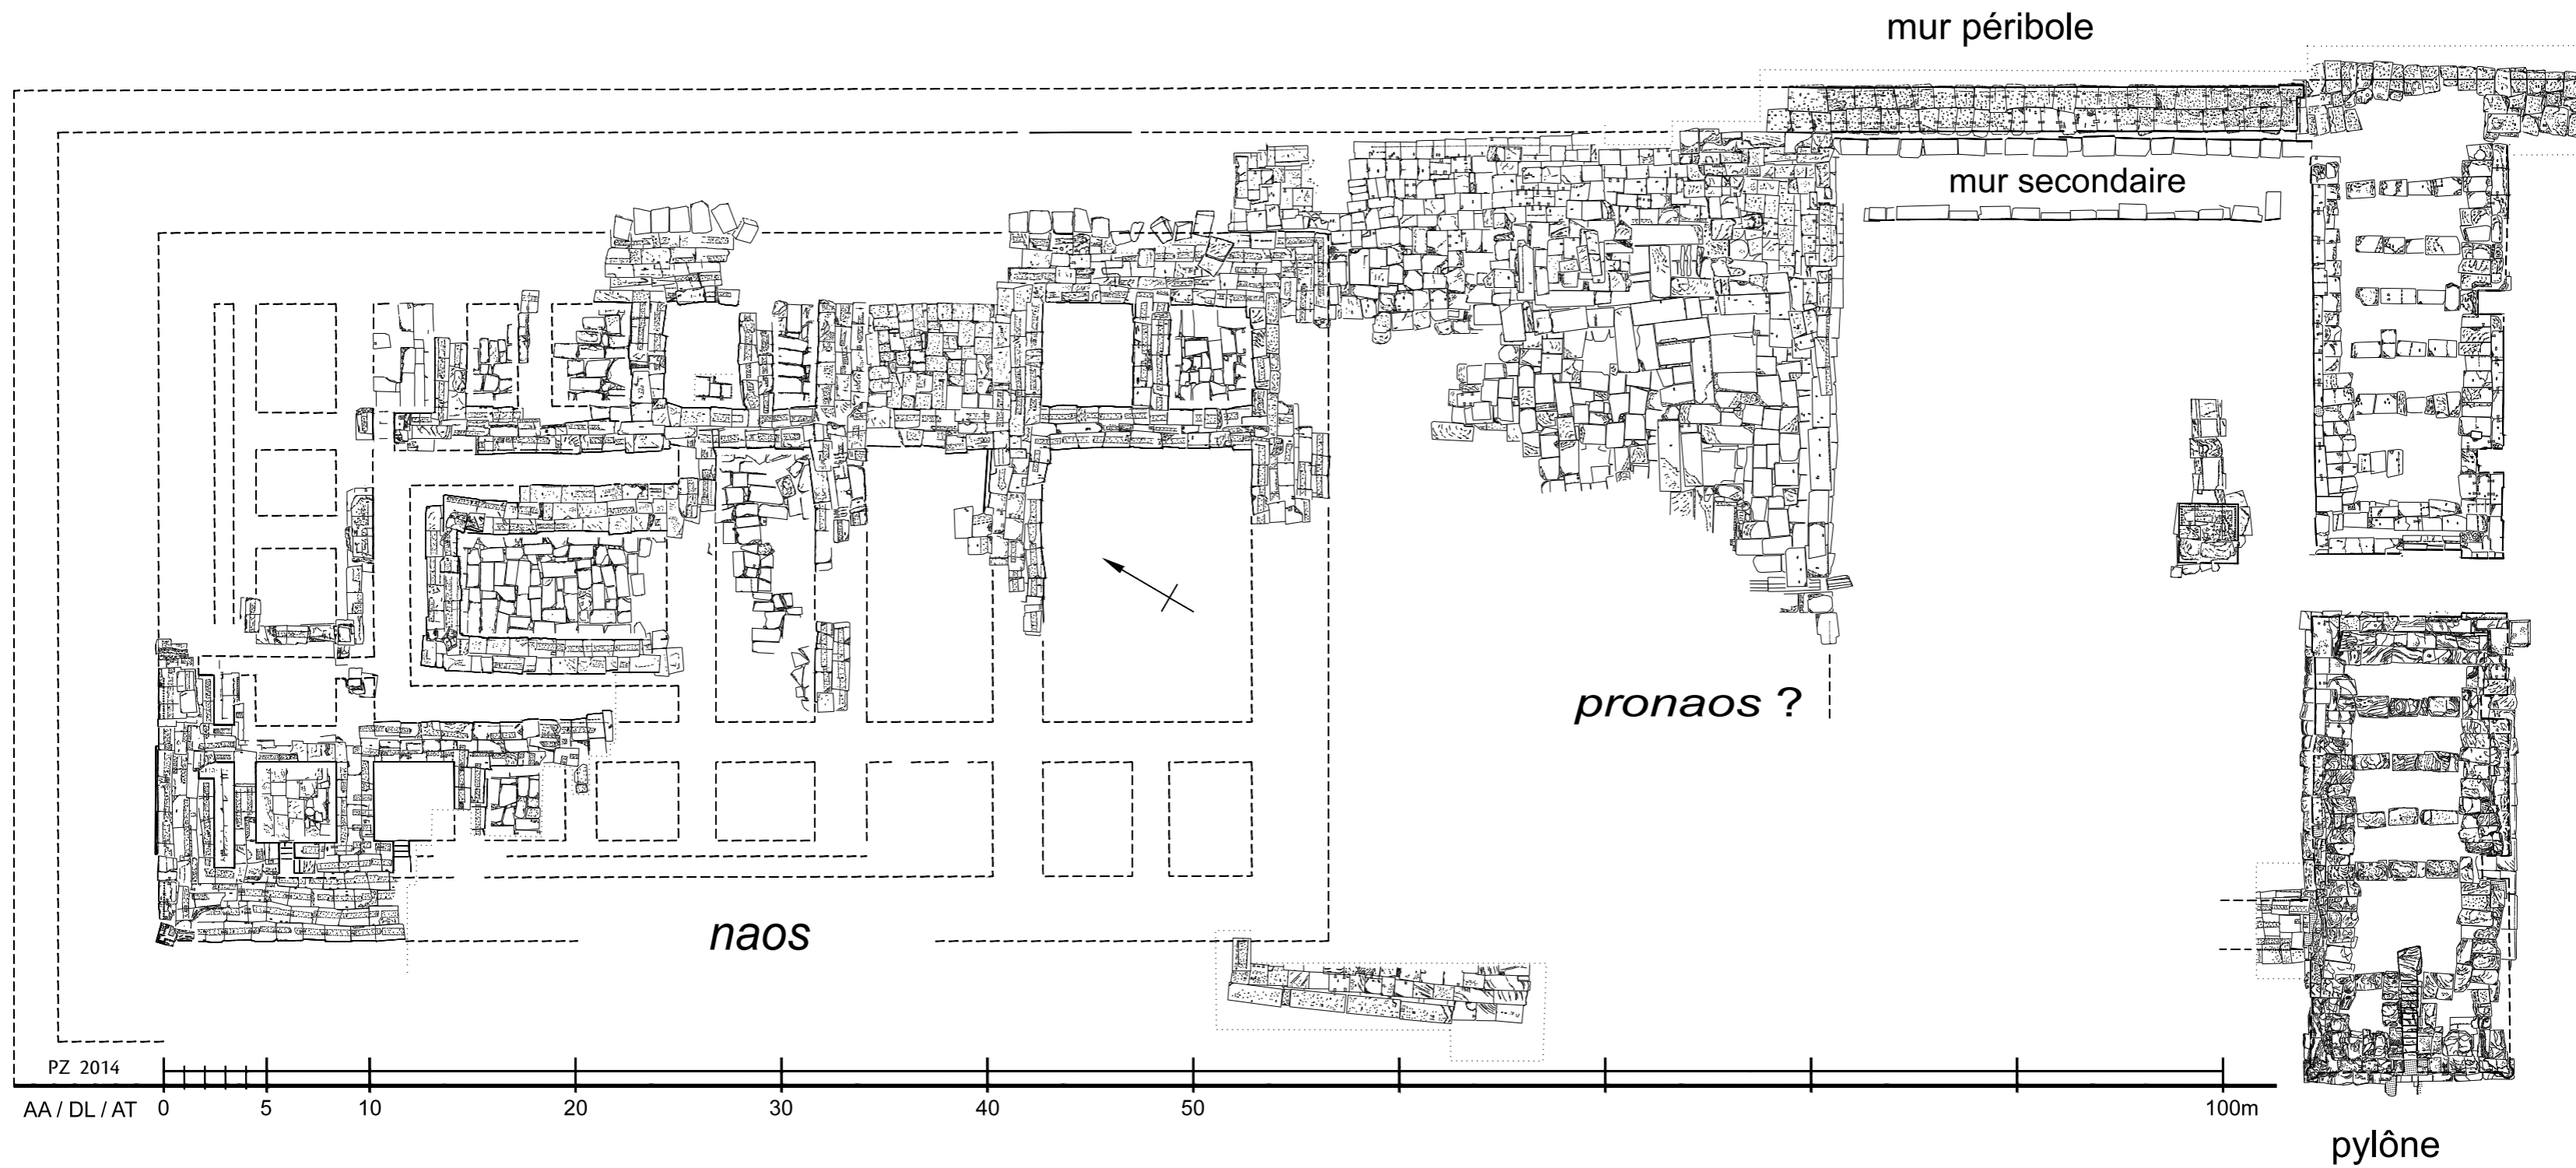 mur péribole
mur secondaire
pronaos ?
naos
PZ 2014
AA / DL / AT 0 5 10 20 30 40 50 100m
pylône